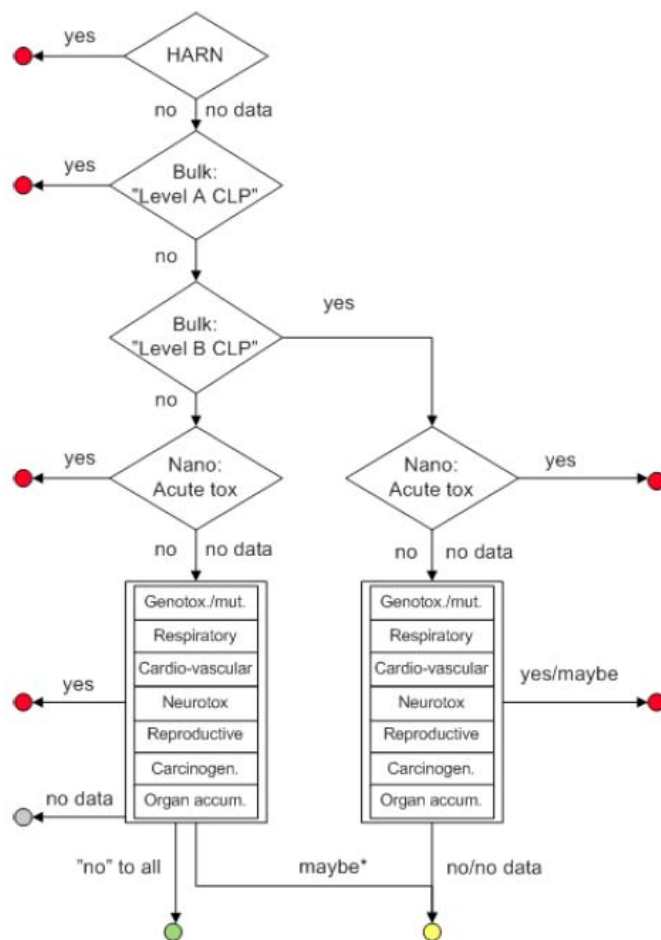 yes
HARN
no no data
yes
Bulk:
"Level A CLP"
no
yes
Bulk:
"Level B CLP"
no
yes
Nano:
Acute tox
Nano:
Acute tox
yes
no no data
no no data
Genotox./mut.
Respiratory
Cardio-vascular
Neurotox
Reproductive
Carcinogen.
Organ accum.
Genotox./mut.
Respiratory
Cardio-vascular
Neurotox
Reproductive
Carcinogen.
Organ accum.
yes
yes/maybe
no data
"no" to all
maybe*
no/no data